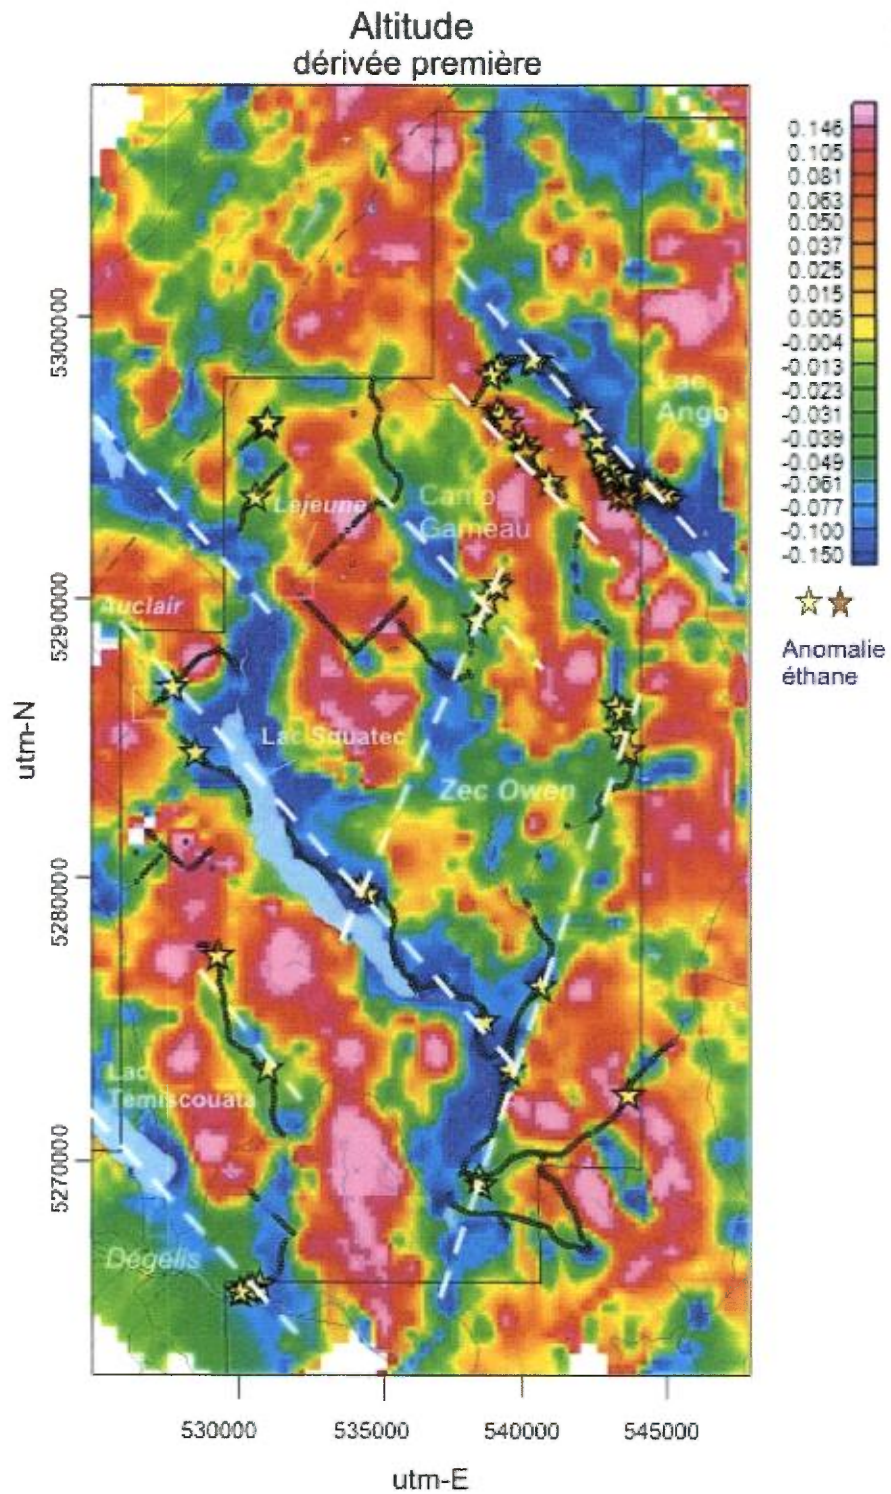 Altitude
dérivée première
0.146
0.105
0.081
0.063
0.050
0.037
0.025
0.015
0.005
-0.004
-0.013
-0.023
-0.031
-0.039
-0.049
-0.061
-0.077
-0.100
-0.150
Anomalie
éthane
5300000
5290000
5280000
5270000
utm-N
Lac
Ango
Camp
Garneau
Lejeune
Auclair
Lac Squatec
Zec Owen
Lac
Temiscouata
Dégelis
530000
535000
540000
545000
utm-E